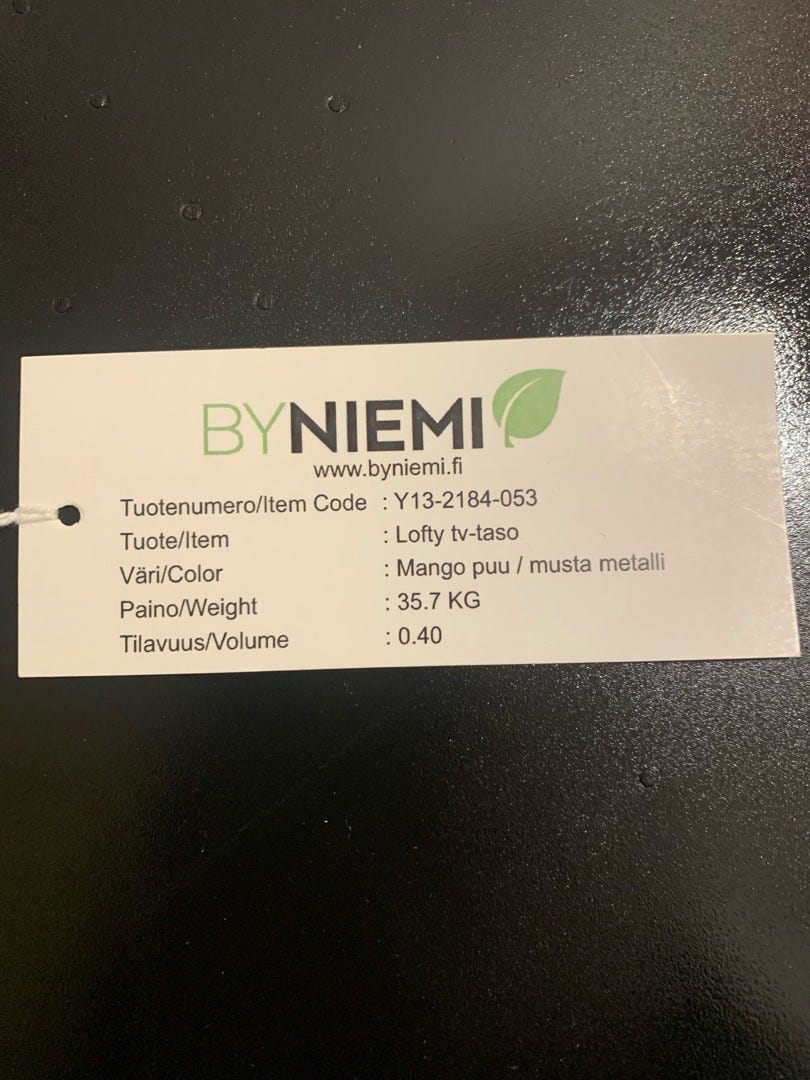 BYNIEMI
www.byniemi.fi
Tuotenumero/Item Code : Y13-2184-053
Tuote/Item : Lofty tv-taso
Väri/Color : Mango puu / musta metalli
Paino/Weight : 35.7 KG
Tilavuus/Volume : 0.40